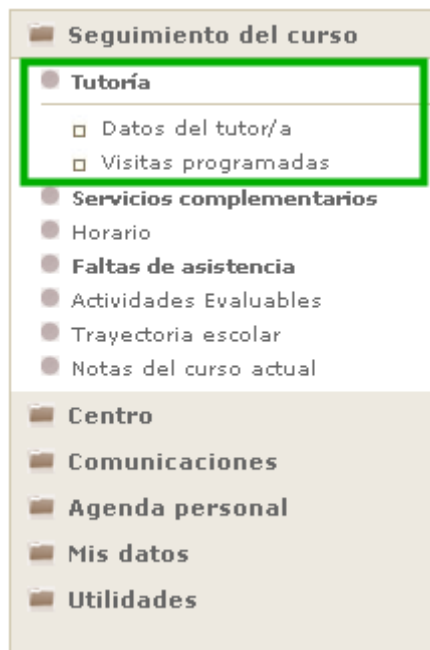 Seguimiento del curso
Tutoría
Datos del tutor/a
Visitas programadas
Servicios complementarios
Horario
Faltas de asistencia
Actividades Evaluables
Trayectoria escolar
Notas del curso actual
Centro
Comunicaciones
Agenda personal
Mis datos
Utilidades